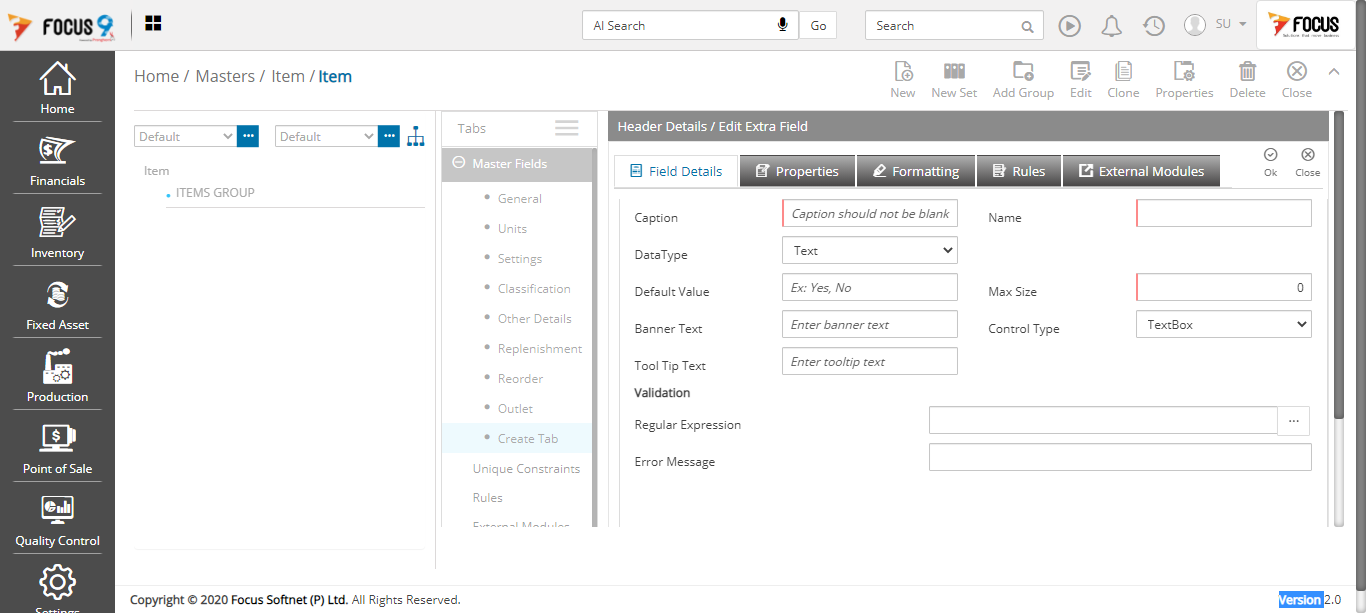 FOCUS 9
AI Search
Go
Search
SU
FOCUS
Home
Financials
Inventory
Fixed Asset
Production
Point of Sale
Quality Control
Settings
Home / Masters / Item / Item
New
New Set
Add Group
Edit
Clone
Properties
Delete
Close
Default
...
Default
...
Item
ITEMS GROUP
Tabs
Master Fields
General
Units
Settings
Classification
Other Details
Replenishment
Reorder
Outlet
Create Tab
Unique Constraints
Rules
External Modules
Header Details / Edit Extra Field
Field Details
Properties
Formatting
Rules
External Modules
Ok
Close
Caption
Caption should not be blank
Name
DataType
Text
Default Value
Ex: Yes, No
Max Size
0
Banner Text
Enter banner text
Control Type
TextBox
Tool Tip Text
Enter tooltip text
Validation
Regular Expression
...
Error Message
Copyright © 2020 Focus Softnet (P) Ltd. All Rights Reserved.
Version 2.0